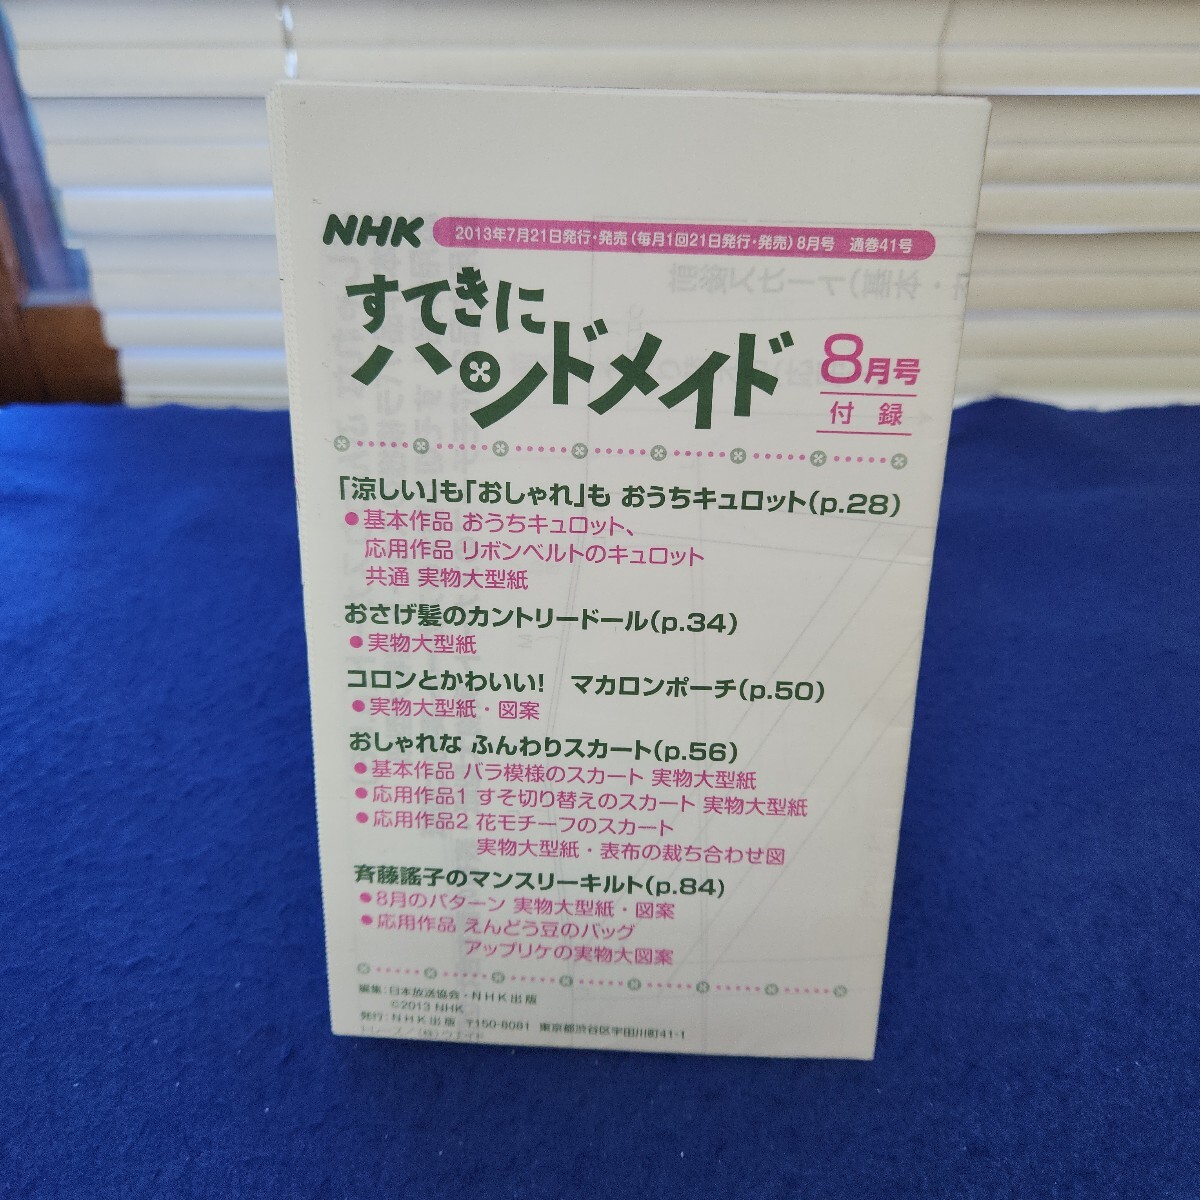 NHK 2013年7月21日発行・発売(毎月1回21日発行・発売)8月号 通巻41号
すてきに
ハンドメイド
8月号
付録
「涼しい」も「おしゃれ」も おうちキュロット(p.28)
●基本作品 おうちキュロット、
応用作品 リボンベルトのキュロット
共通 実物大型紙
おさげ髪のカントリードール(p.34)
●実物大型紙
コロンとかわいい! マカロンポーチ(p.50)
●実物大型紙・図案
おしゃれな ふんわりスカート(p.56)
●基本作品 バラ模様のスカート 実物大型紙
●応用作品1 すそ切り替えのスカート 実物大型紙
●応用作品2 花モチーフのスカート
実物大型紙・表布の裁ち合わせ図
斉藤謠子のマンスリーキルト(p.84)
●8月のパターン 実物大型紙・図案
●応用作品 えんどう豆のバッグ
アップリケの実物大図案
編集:日本放送協会・NHK出版
©2013 NHK
発行:NHK出版 〒150-8081 東京都渋谷区宇田川町41-1
トレース/(株)ウエイド